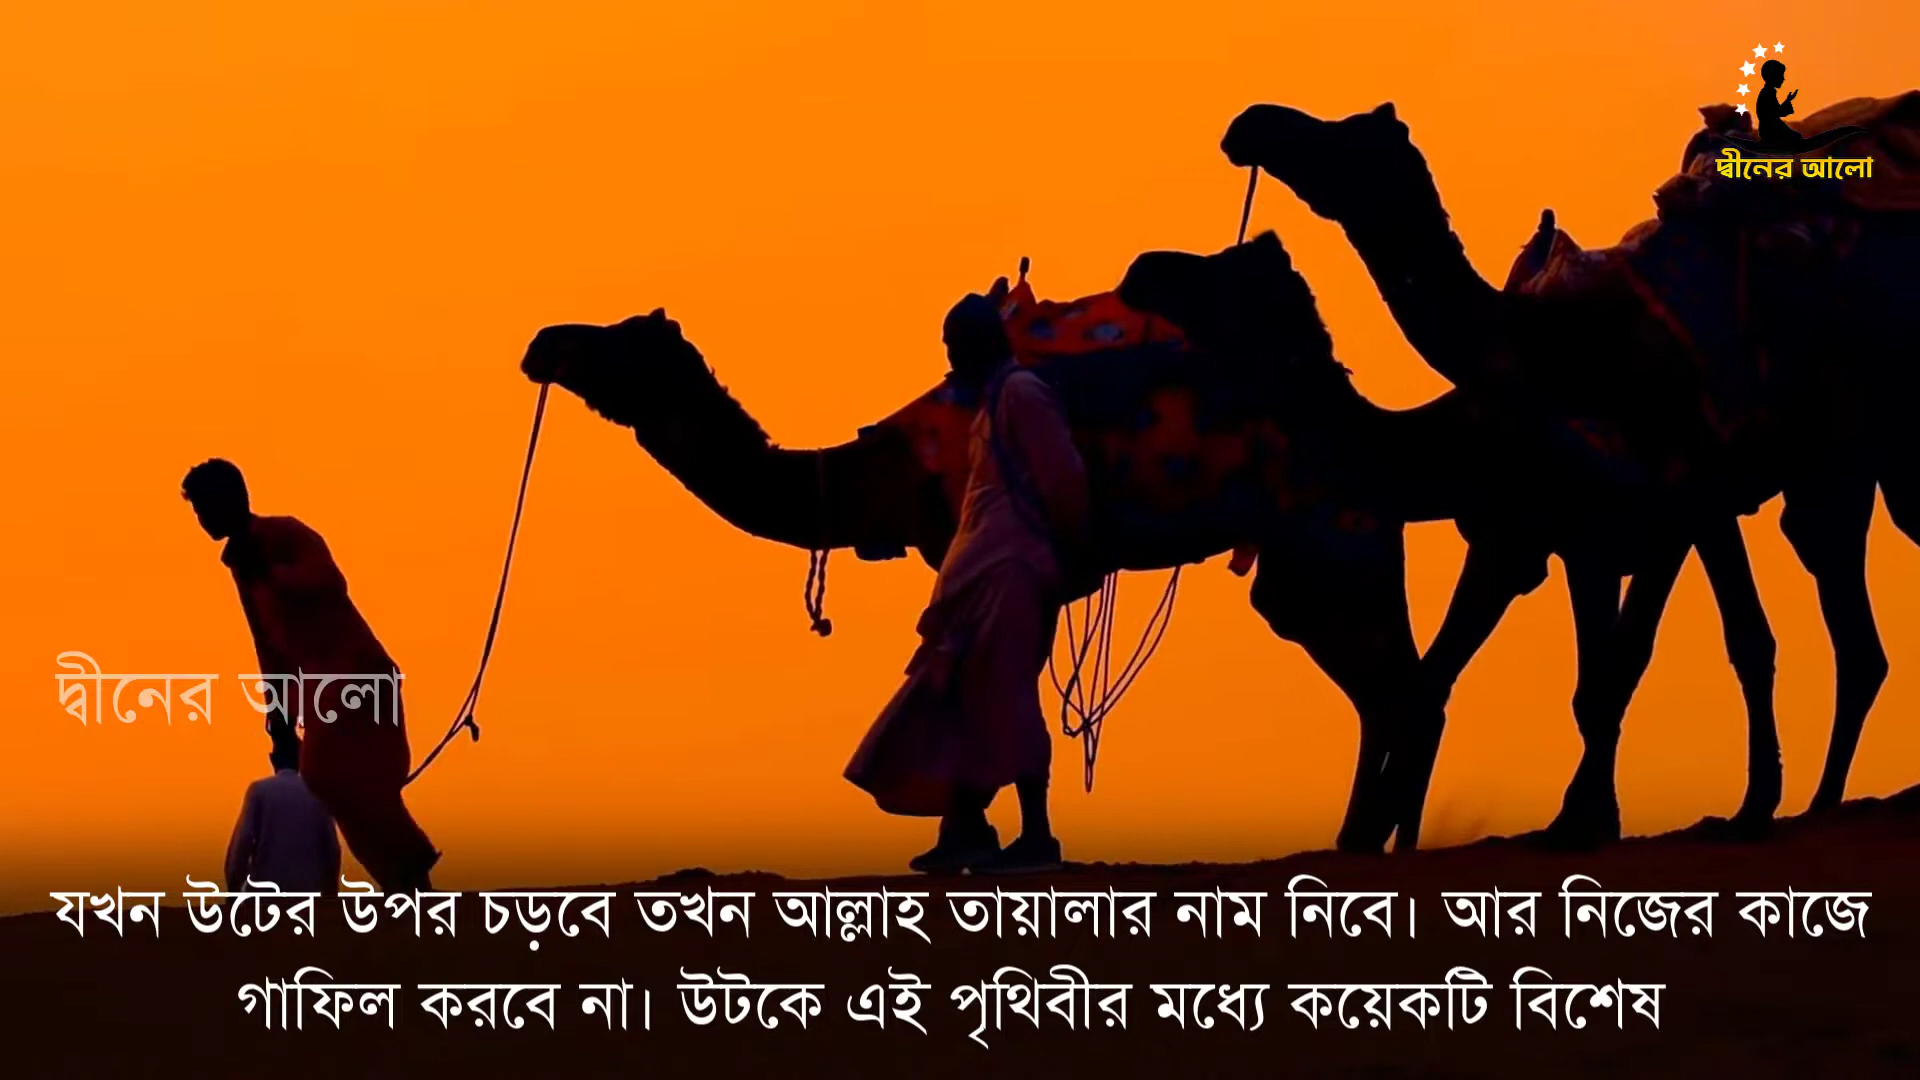 দ্বীনের আলো
দ্বীনের আলো
যখন উটের উপর চড়বে তখন আল্লাহ তায়ালার নাম নিবে। আর নিজের কাজে
গাফিল করবে না। উটকে এই পৃথিবীর মধ্যে কয়েকটি বিশেষ